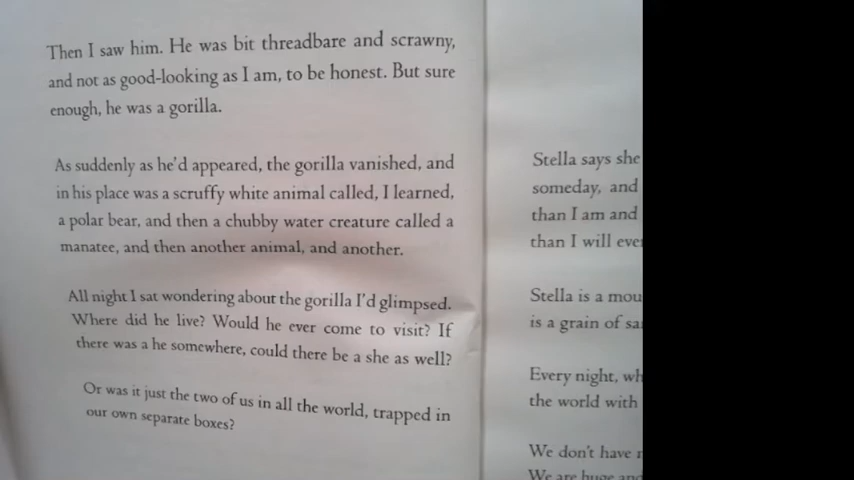 Then I saw him. He was bit threadbare and scrawny,
and not as good-looking as I am, to be honest. But sure
enough, he was a gorilla.
As suddenly as he'd appeared, the gorilla vanished, and
in his place was a scruffy white animal called, I learned,
a polar bear, and then a chubby water creature called a
manatee, and then another animal, and another.
All night I sat wondering about the gorilla I'd glimpsed.
Where did he live? Would he ever come to visit? If
there was a he somewhere, could there be a she as well?
Or was it just the two of us in all the world, trapped in
our own separate boxes?
Stella says she
someday, and
than I am and
than I will
Stella is a
is a grain of
Every night,
the world with
We don't have
We are huge and